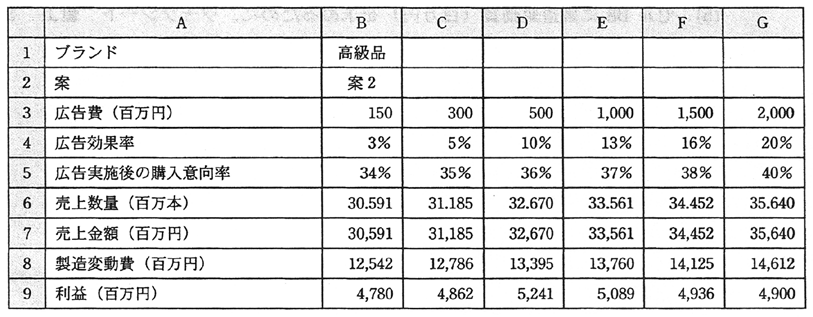 A B C D E F G
1 ブランド 高級品
2 案 案2
3 広告費（百万円） 150 300 500 1,000 1,500 2,000
4 広告効果率 3% 5% 10% 13% 16% 20%
5 広告実施後の購入意向率 34% 35% 36% 37% 38% 40%
6 売上数量（百万本） 30.591 31.185 32.670 33.561 34.452 35.640
7 売上金額（百万円） 30,591 31,185 32,670 33,561 34,452 35,640
8 製造変動費（百万円） 12,542 12,786 13,395 13,760 14,125 14,612
9 利益（百万円） 4,780 4,862 5,241 5,089 4,936 4,900